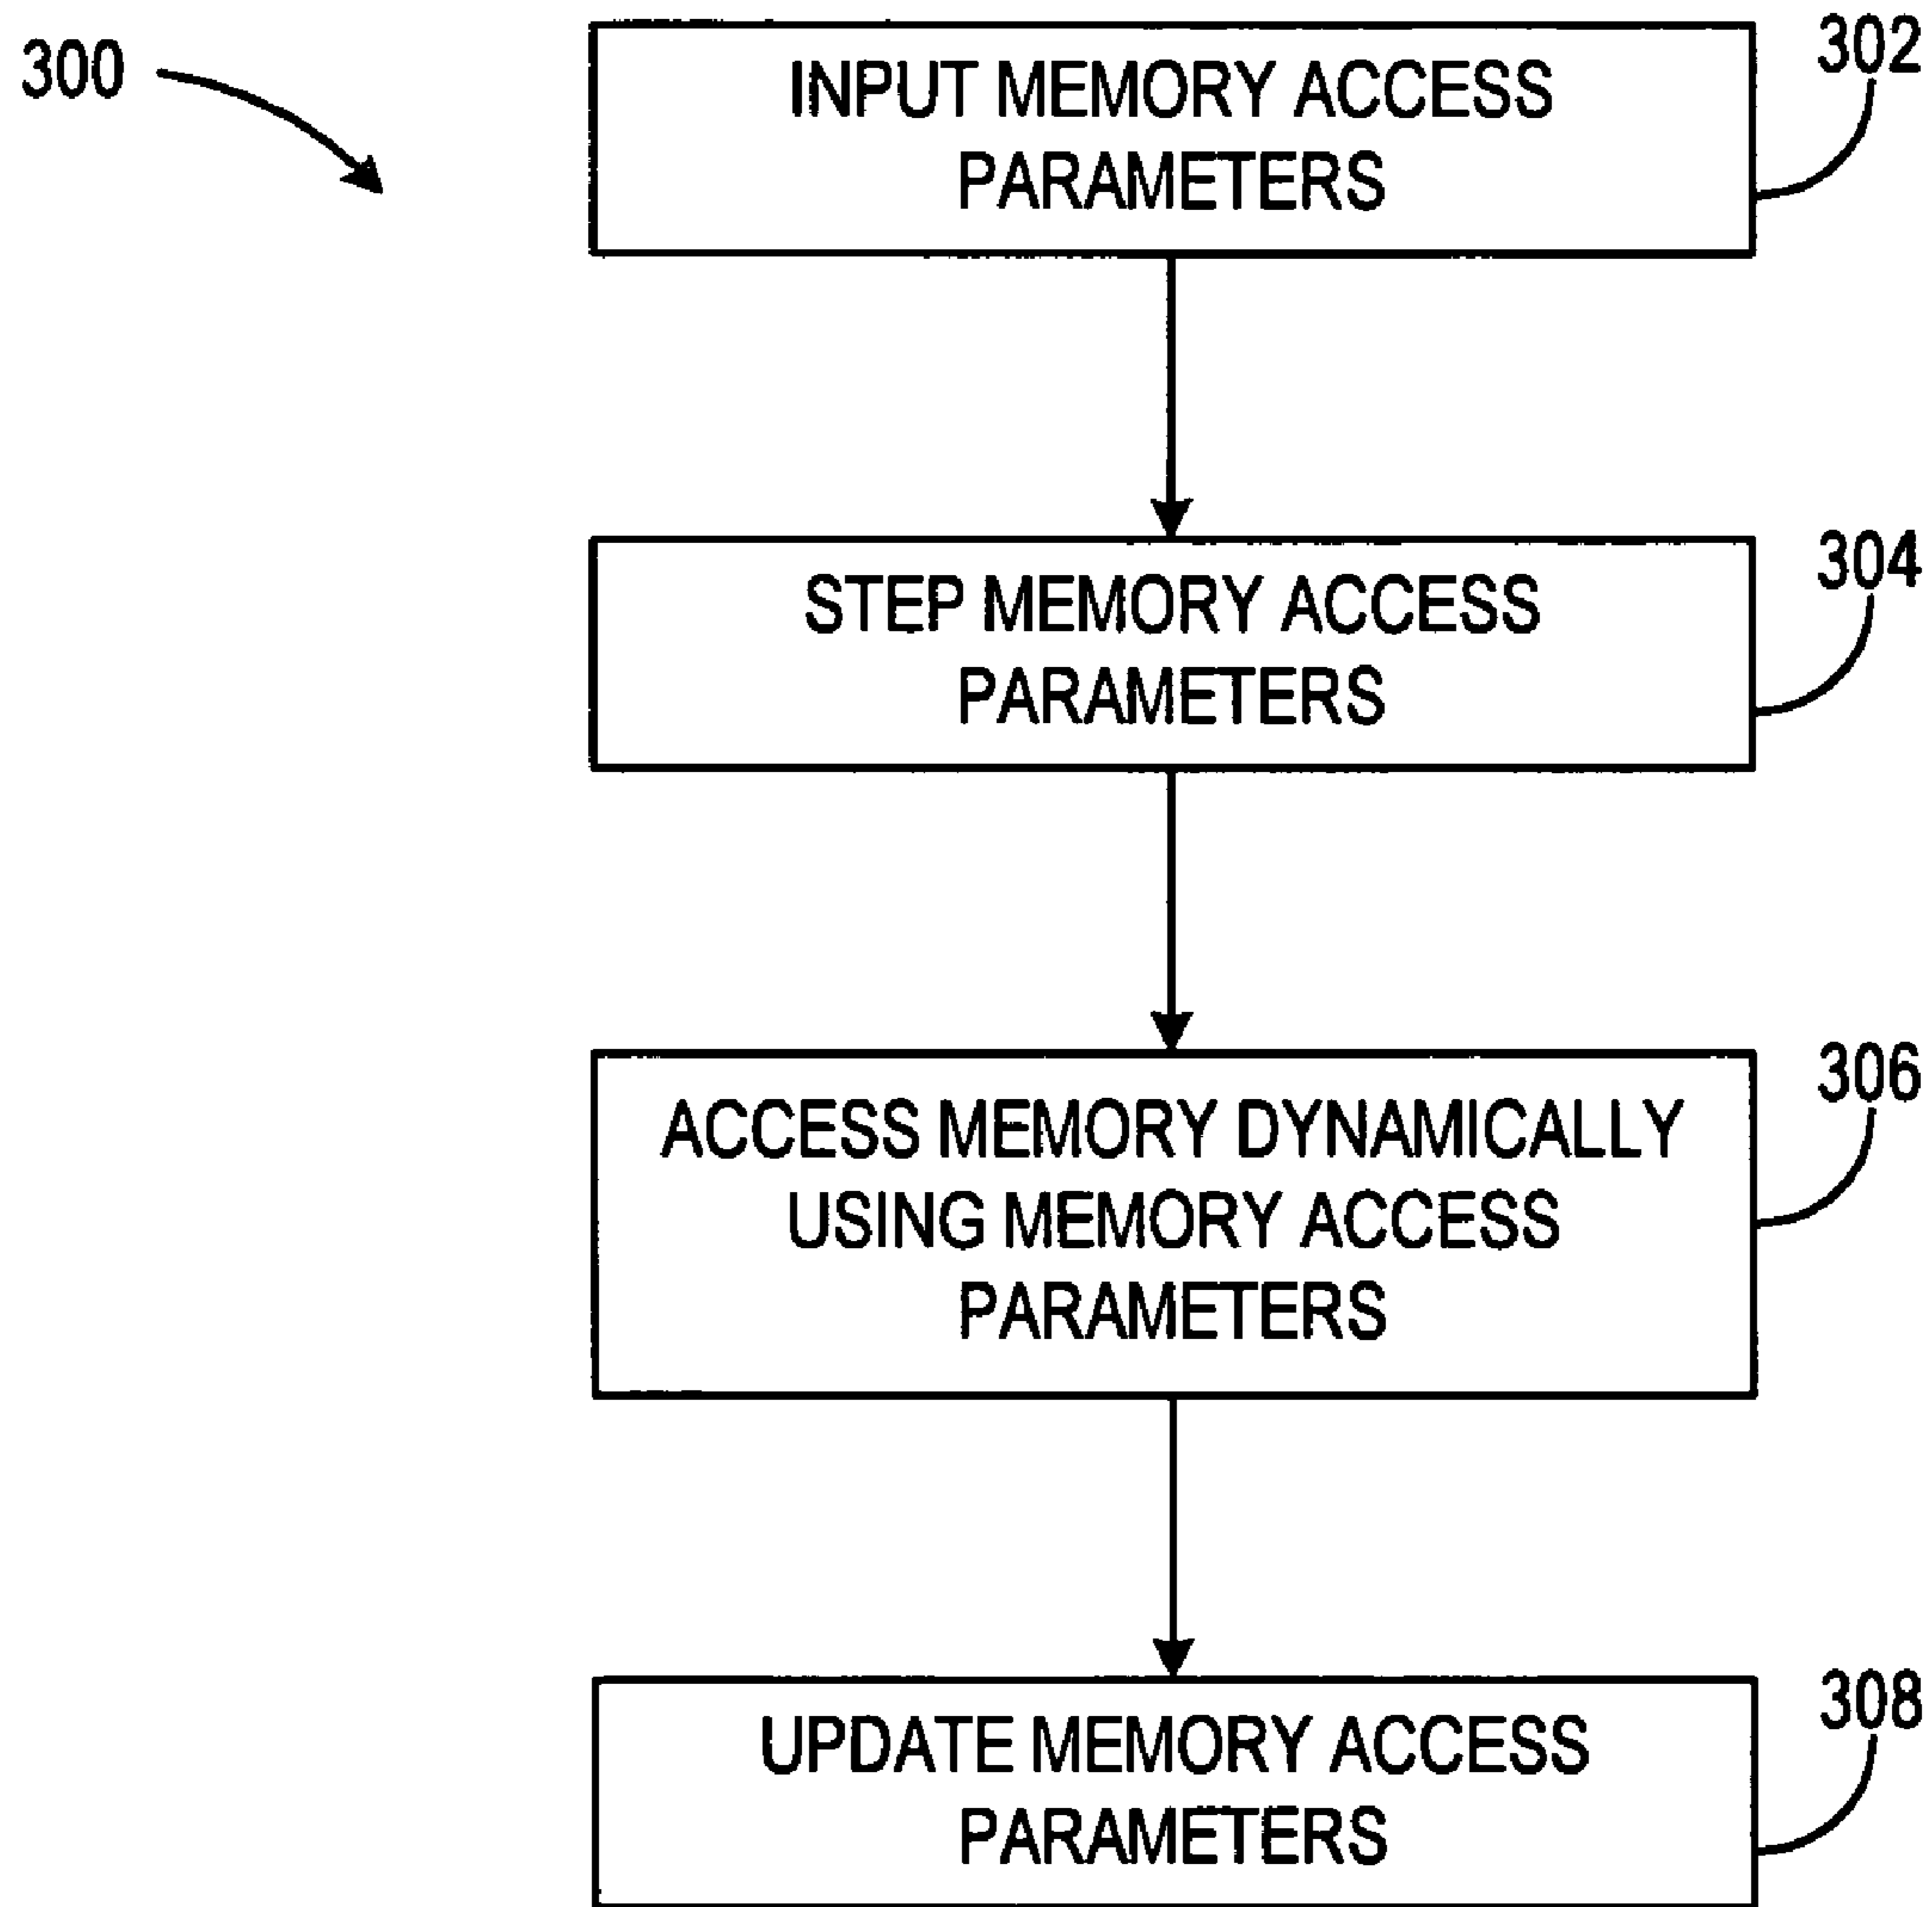 300
INPUT MEMORY ACCESS
PARAMETERS
302
STEP MEMORY ACCESS
PARAMETERS
304
ACCESS MEMORY DYNAMICALLY
USING MEMORY ACCESS
PARAMETERS
306
UPDATE MEMORY ACCESS
PARAMETERS
308